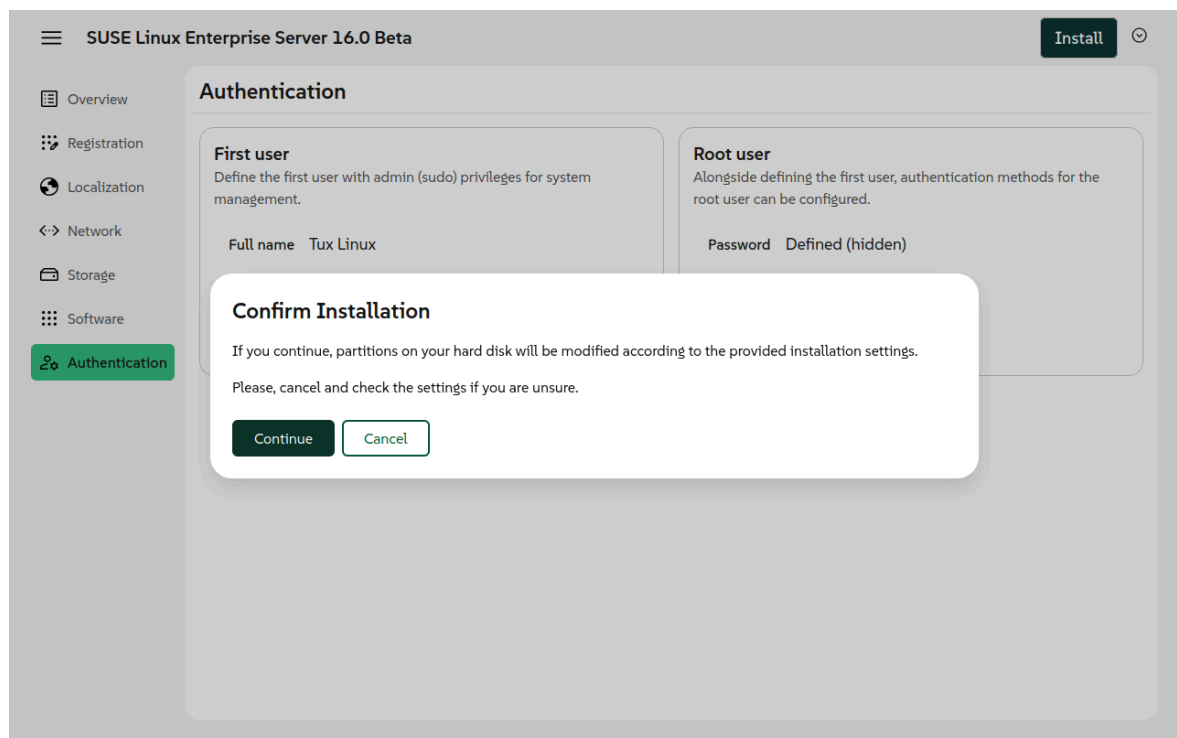 SUSE Linux Enterprise Server 16.0 Beta
Install
Overview
Registration
Localization
Network
Storage
Software
Authentication
Authentication
First user
Define the first user with admin (sudo) privileges for system
management.
Full name Tux Linux
Root user
Alongside defining the first user, authentication methods for the
root user can be configured.
Password Defined (hidden)
Confirm Installation
If you continue, partitions on your hard disk will be modified according to the provided installation settings.
Please, cancel and check the settings if you are unsure.
Continue
Cancel